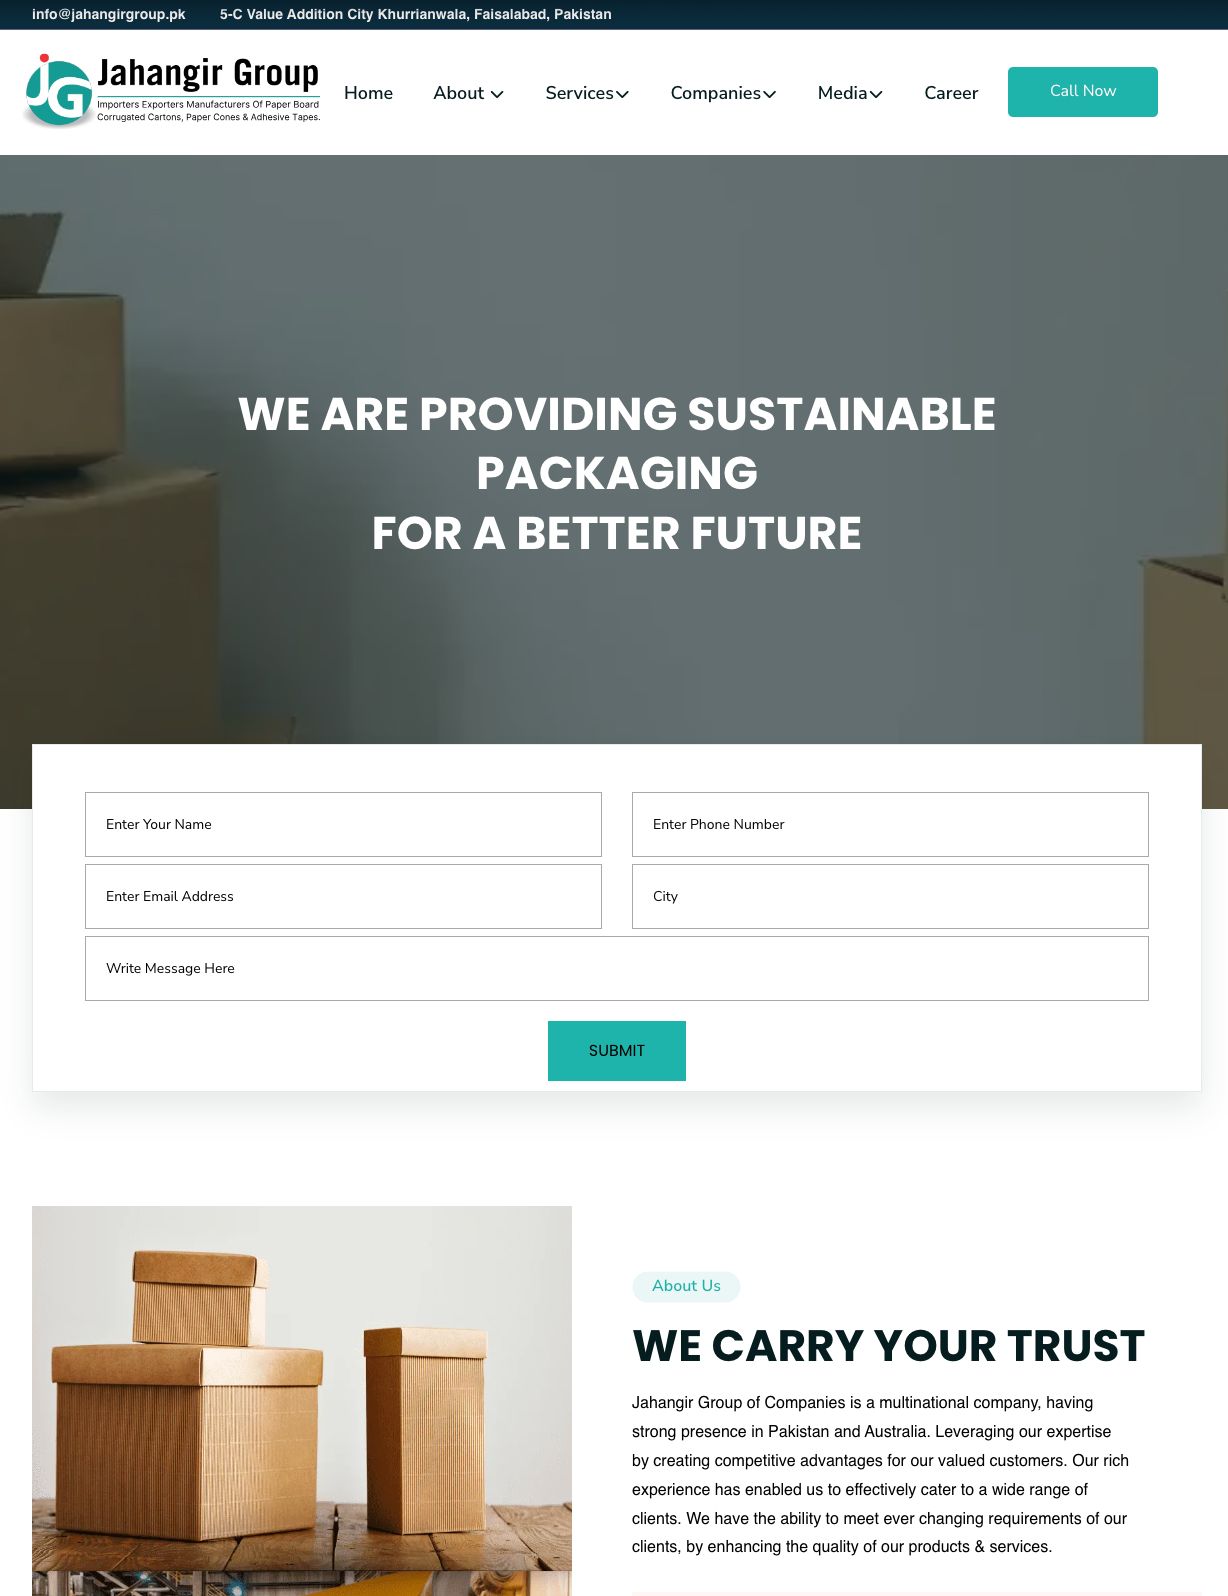 info@jahangirgroup.pk
5-C Value Addition City Khurrianwala, Faisalabad, Pakistan
JG
Jahangir Group
Importers Exporters Manufacturers Of Paper Board
Corrugated Cartons, Paper Cones & Adhesive Tapes.
Home
About
Services
Companies
Media
Career
Call Now
WE ARE PROVIDING SUSTAINABLE
PACKAGING
FOR A BETTER FUTURE
Enter Your Name
Enter Phone Number
Enter Email Address
City
Write Message Here
SUBMIT
About Us
WE CARRY YOUR TRUST
Jahangir Group of Companies is a multinational company, having
strong presence in Pakistan and Australia. Leveraging our expertise
by creating competitive advantages for our valued customers. Our rich
experience has enabled us to effectively cater to a wide range of
clients. We have the ability to meet ever changing requirements of our
clients, by enhancing the quality of our products & services.